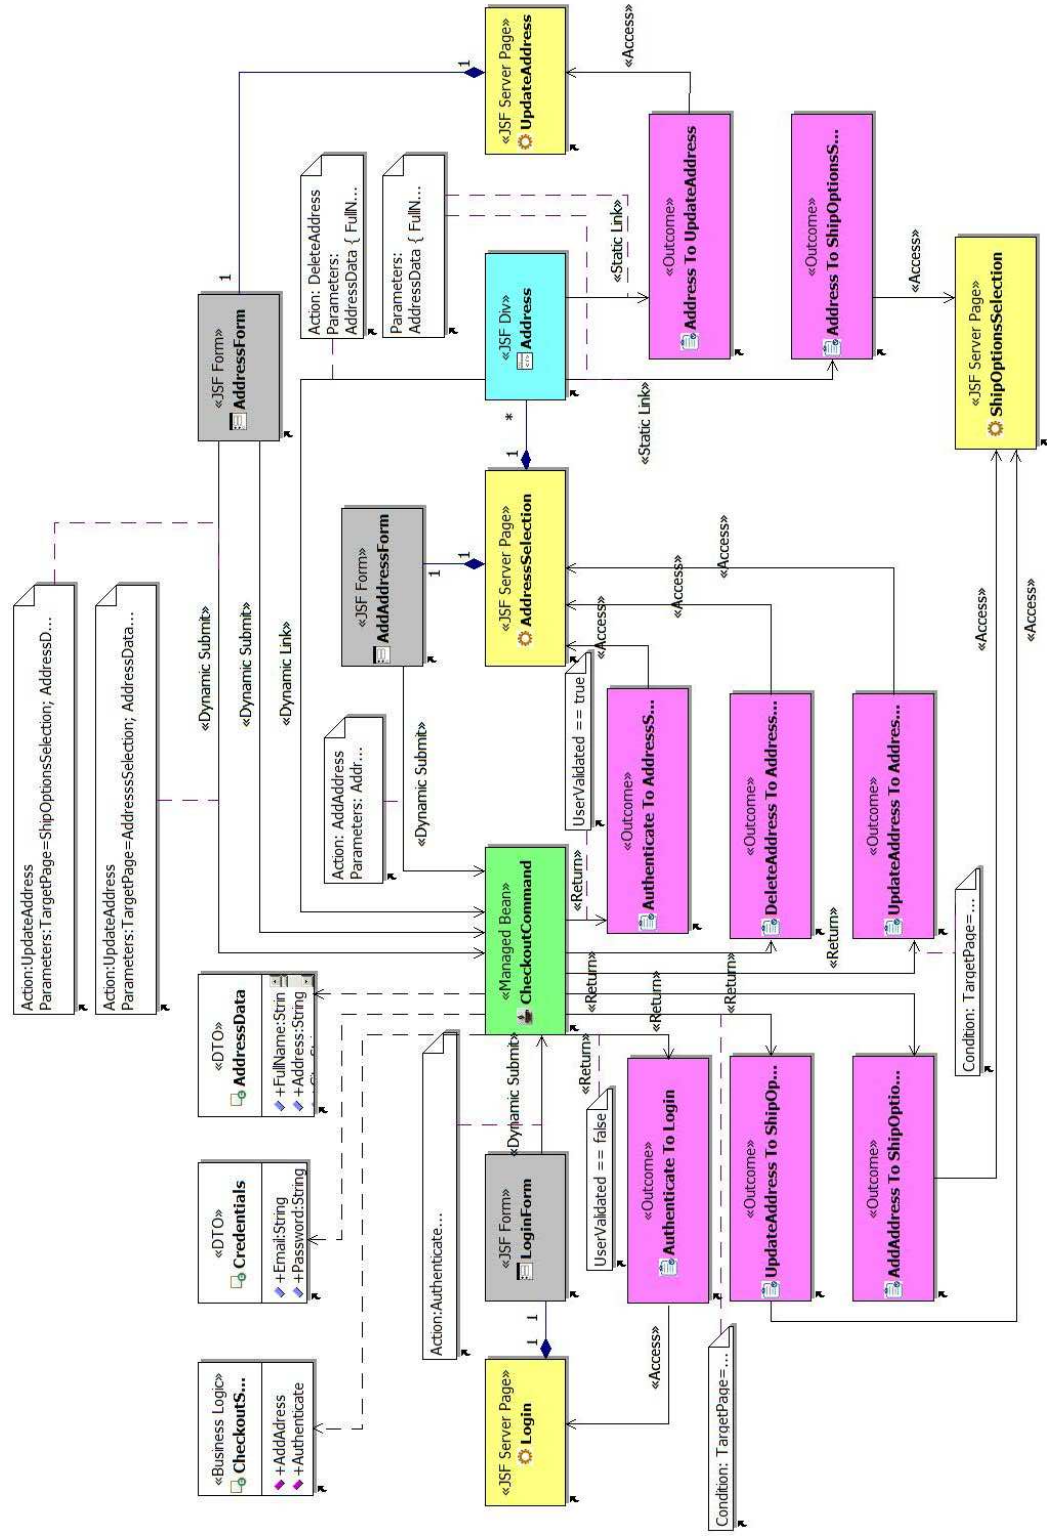 Action:UpdateAddress
Parameters:TargetPage=ShipOptionsSelection; AddressD...
Action:UpdateAddress
Parameters:TargetPage=AddresssSelection; AddressData...
«Business Logic»
CheckoutS...
+AddAdress
+Authenticate
«DTO»
Credentials
+Email:String
+Password:String
«DTO»
AddressData
+FullName:Strin
+Address:String
«Dynamic Submit»
«Dynamic Submit»
«Dynamic Link»
«JSF Form»
AddressForm
1
Action: AddAddress
Parameters: Addr...
«JSF Form»
AddAddressForm
1
Action: DeleteAddress
Parameters:
AddressData { FullN...
Parameters:
AddressData { FullN...
Action:Authenticate...
«Dynamic Submit»
1
1
«JSF Server Page»
Login
1
1
«JSF Form»
LoginForm
«Dynamic Submit»
«Managed Bean»
CheckoutCommand
«JSF Server Page»
AddressSelection
1
*
«JSF Div»
Address
«JSF Server Page»
UpdateAddress
«Return»
UserValidated == false
«Return»
UserValidated == true
«Access»
«Return»
«Static Link»
«Access»
«Access»
«Outcome»
Authenticate To Login
«Return»
«Outcome»
Authenticate To AddressS...
«Access»
«Static Link»
«Outcome»
Address To UpdateAddress
Condition: TargetPage=...
«Outcome»
UpdateAddress To ShipOp...
«Return»
«Outcome»
DeleteAddress To Address...
«Access»
«Outcome»
Address To ShipOptionsS...
«Return»
«Outcome»
AddAddress To ShipOptio...
«Outcome»
UpdateAddress To Addres...
«Access»
Condition: TargetPage=...
«Access»
«JSF Server Page»
ShipOptionsSelection
«Access»